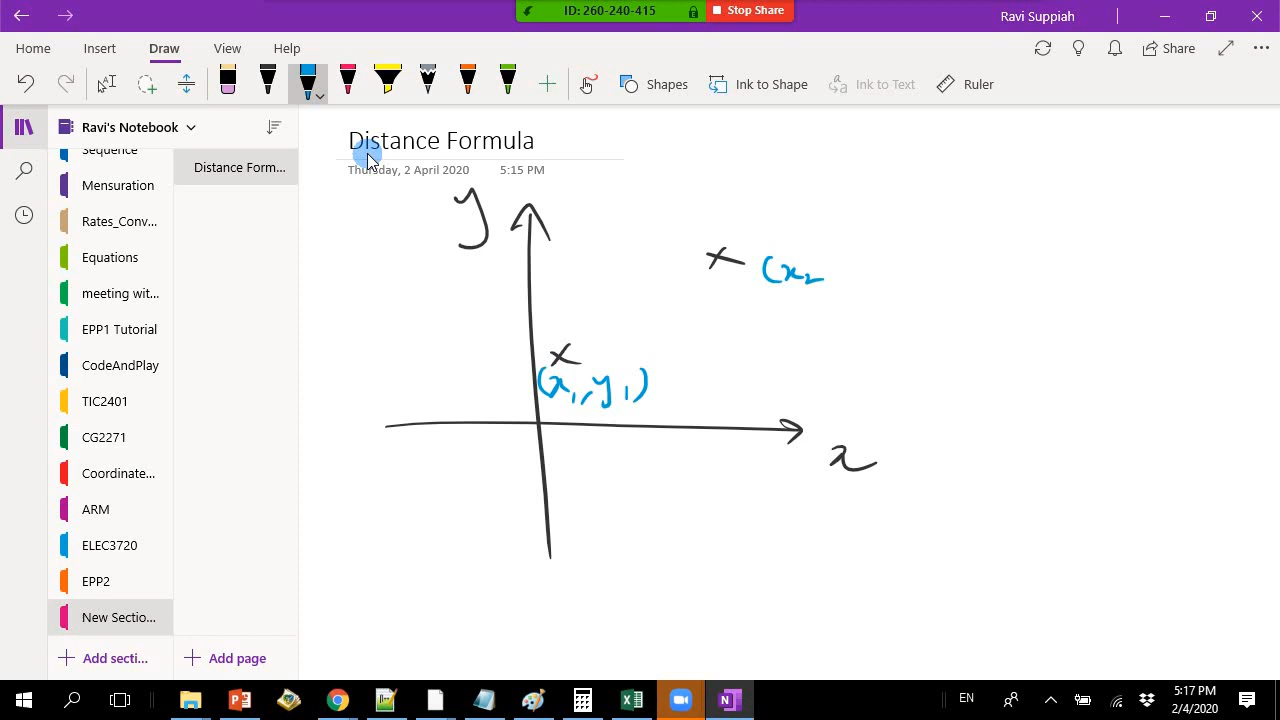 ID: 260-240-415
Stop Share
Ravi Suppiah
Home Insert Draw View Help
Share
Shapes Ink to Shape Ink to Text Ruler
Ravi's Notebook
Sequence
Mensuration
Rates_Conv...
Equations
meeting wit...
EPP1 Tutorial
CodeAndPlay
TIC2401
CG2271
Coordinate...
ARM
ELEC3720
EPP2
New Sectio...
Add secti...
Distance Form...
Add page
Distance Formula
Thursday, 2 April 2020 5:15 PM
y
(x₂
(x₁, y₁)
x
EN
5:17 PM
2/4/2020